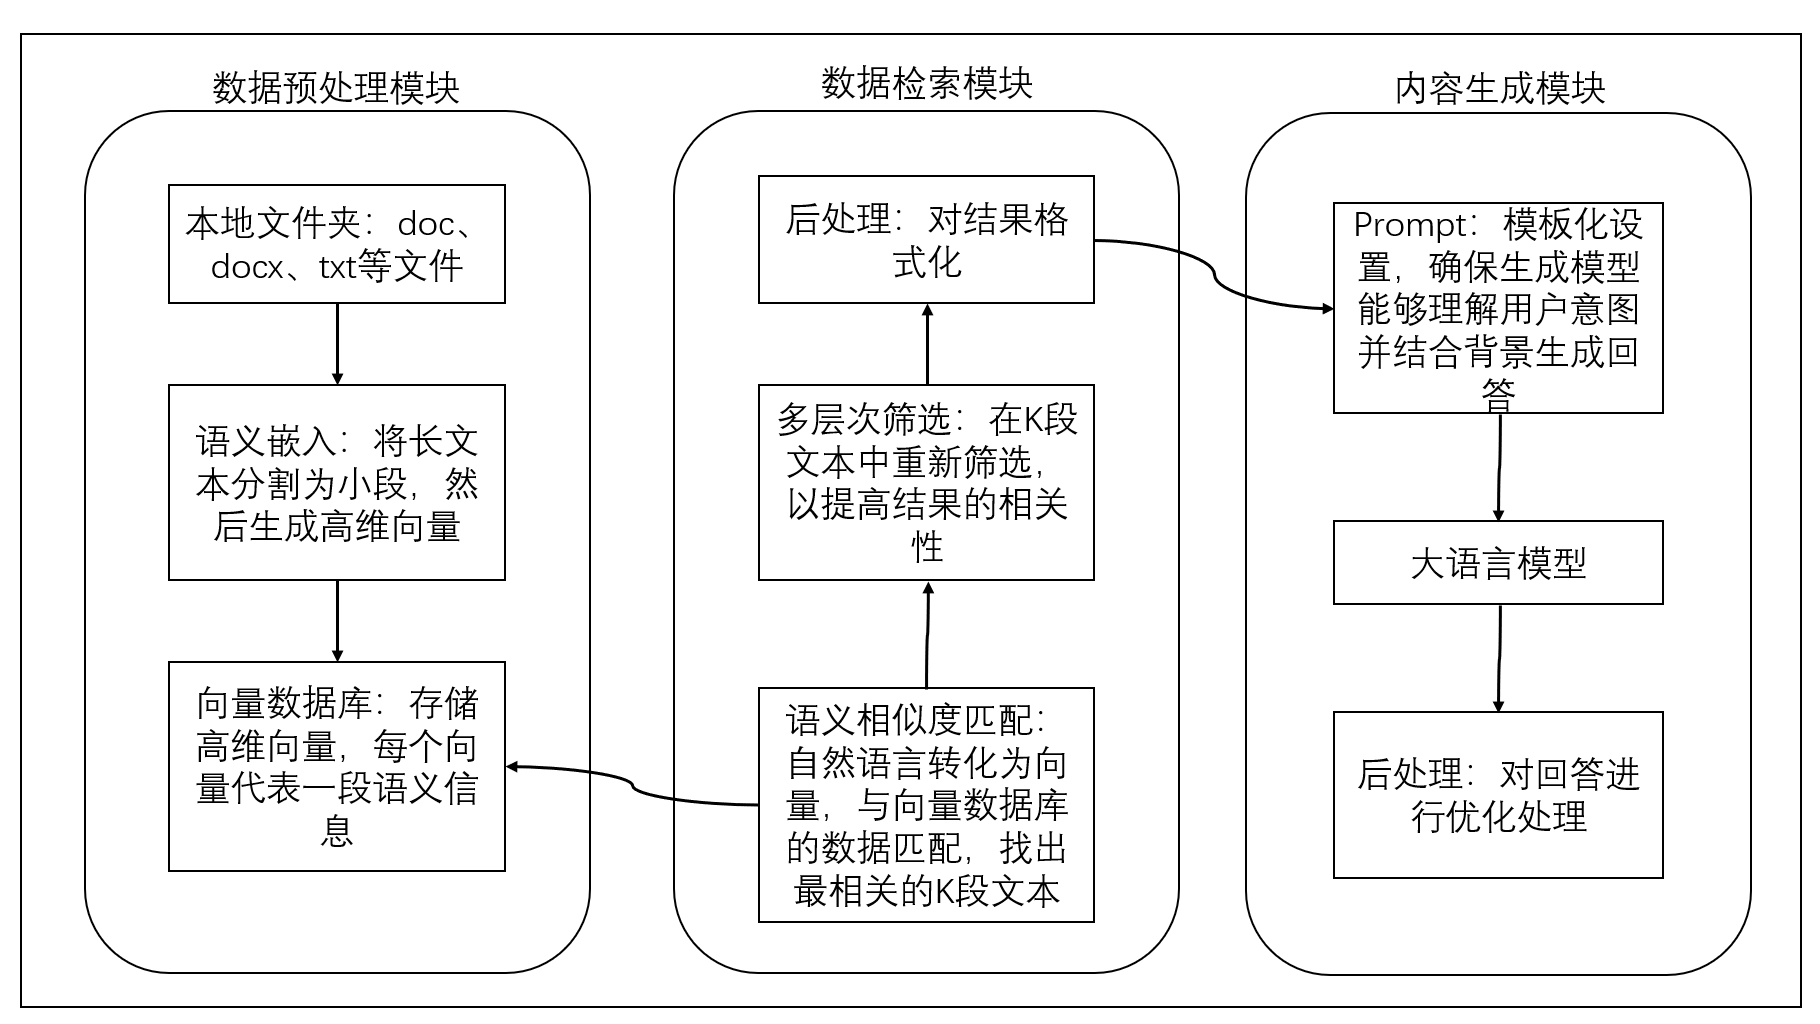 数据预处理模块
本地文件夹：doc、
docx、txt等文件
语义嵌入：将长文
本分割为小段，然
后生成高维向量
向量数据库：存储
高维向量，每个向
量代表一段语义信
息
数据检索模块
后处理：对结果格
式化
多层次筛选：在K段
文本中重新筛选，
以提高结果的相关
性
语义相似度匹配：
自然语言转化为向
量，与向量数据库
的数据匹配，找出
最相关的K段文本
内容生成模块
Prompt：模板化设
置，确保生成模型
能够理解用户意图
并结合背景生成回
答
大语言模型
后处理：对回答进
行优化处理